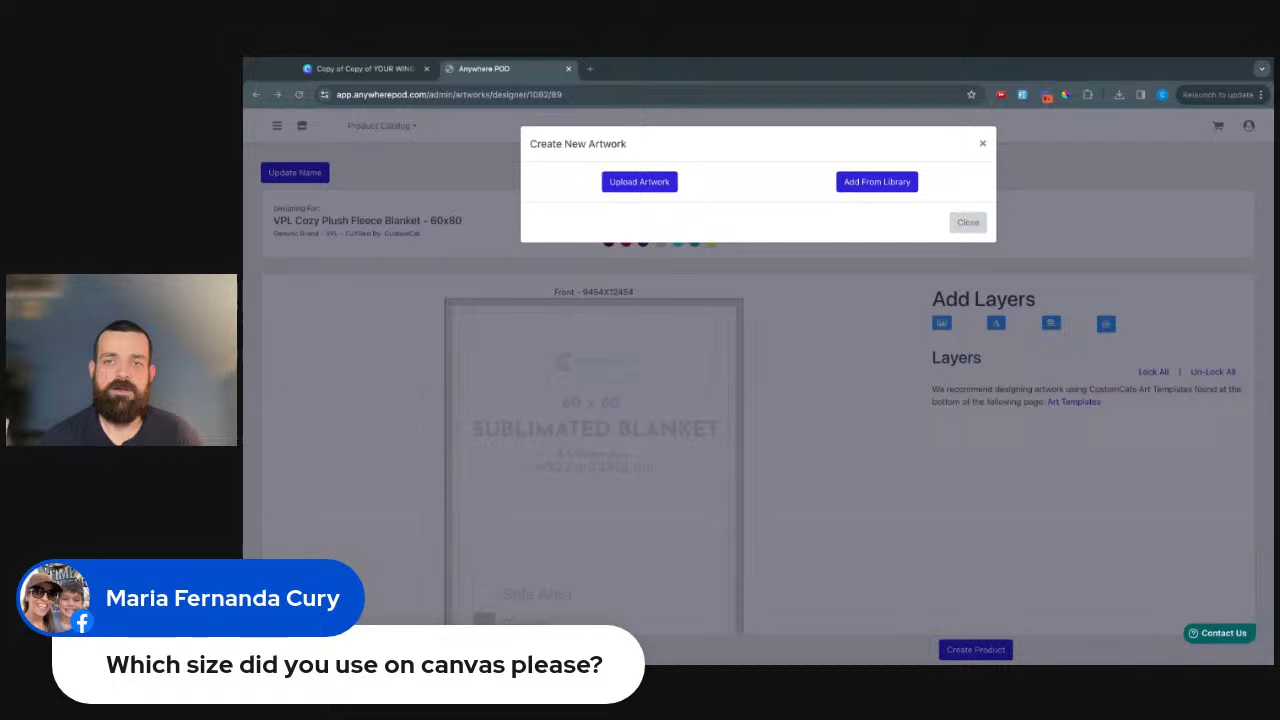 Copy of Copy of YOUR WING
Anywhere POD
app.anywherepod.com/admin/artworks/designer/1082/89
Relaunch to update
Product Catalog
Create New Artwork
Upload Artwork
Add From Library
Close
Update Name
Designing For:
VPL Cozy Plush Fleece Blanket - 60x80
Generic Brand - VPL - Fulfilled By: CustomCat
Front - 9454X12454
60 x 80
SUBLIMATED BLANKET
Safe Area
Add Layers
A
Layers
Lock All | Un-Lock All
We recommend designing artwork using CustomCats Art Templates found at the
bottom of the following page: Art Templates
Contact Us
Create Product
Maria Fernanda Cury
Which size did you use on canvas please?